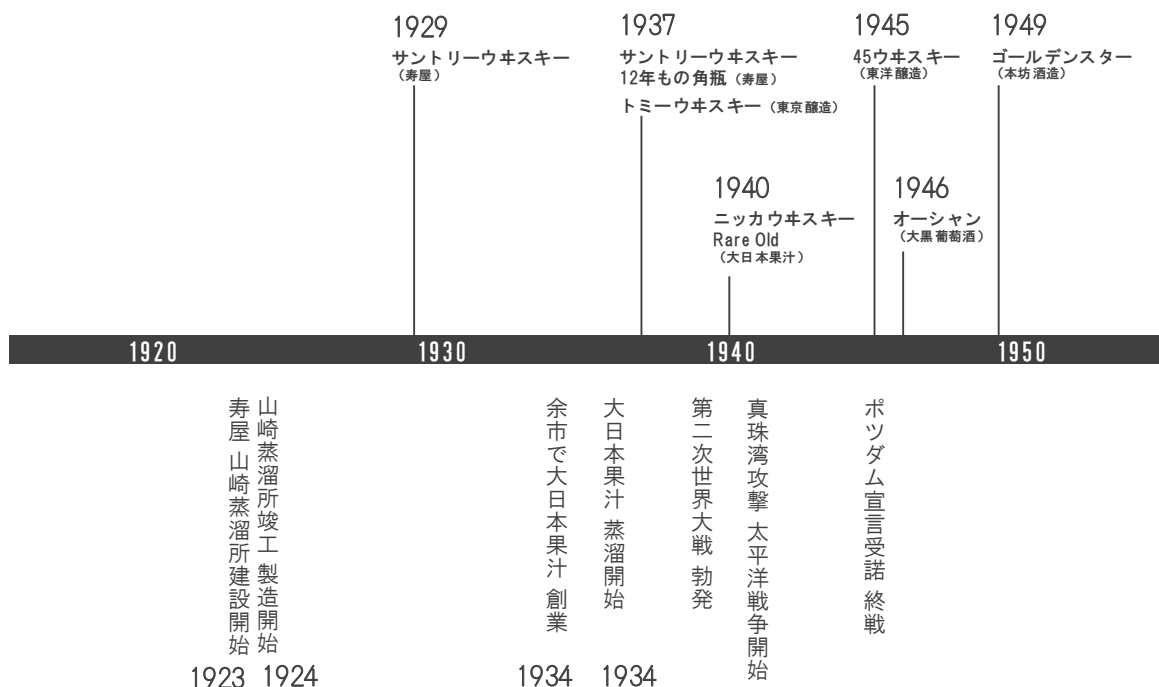 1929
サントリーウヰスキー
（寿屋）
1937
サントリーウヰスキー
12年もの角瓶（寿屋）
トミーウヰスキー（東京醸造）
1940
ニッカウヰスキー
Rare Old
（大日本果汁）
1945
45ウヰスキー
（東洋醸造）
1946
オーシャン
（大黒葡萄酒）
1949
ゴールデンスター
（本坊酒造）
1920
1930
1940
1950
寿屋 山崎蒸溜所建設開始
1923
山崎蒸溜所竣工 製造開始
1924
余市で大日本果汁 創業
1934
大日本果汁 蒸溜開始
1934
第二次世界大戦 勃発
真珠湾攻撃 太平洋戦争開始
ポツダム宣言受諾 終戦